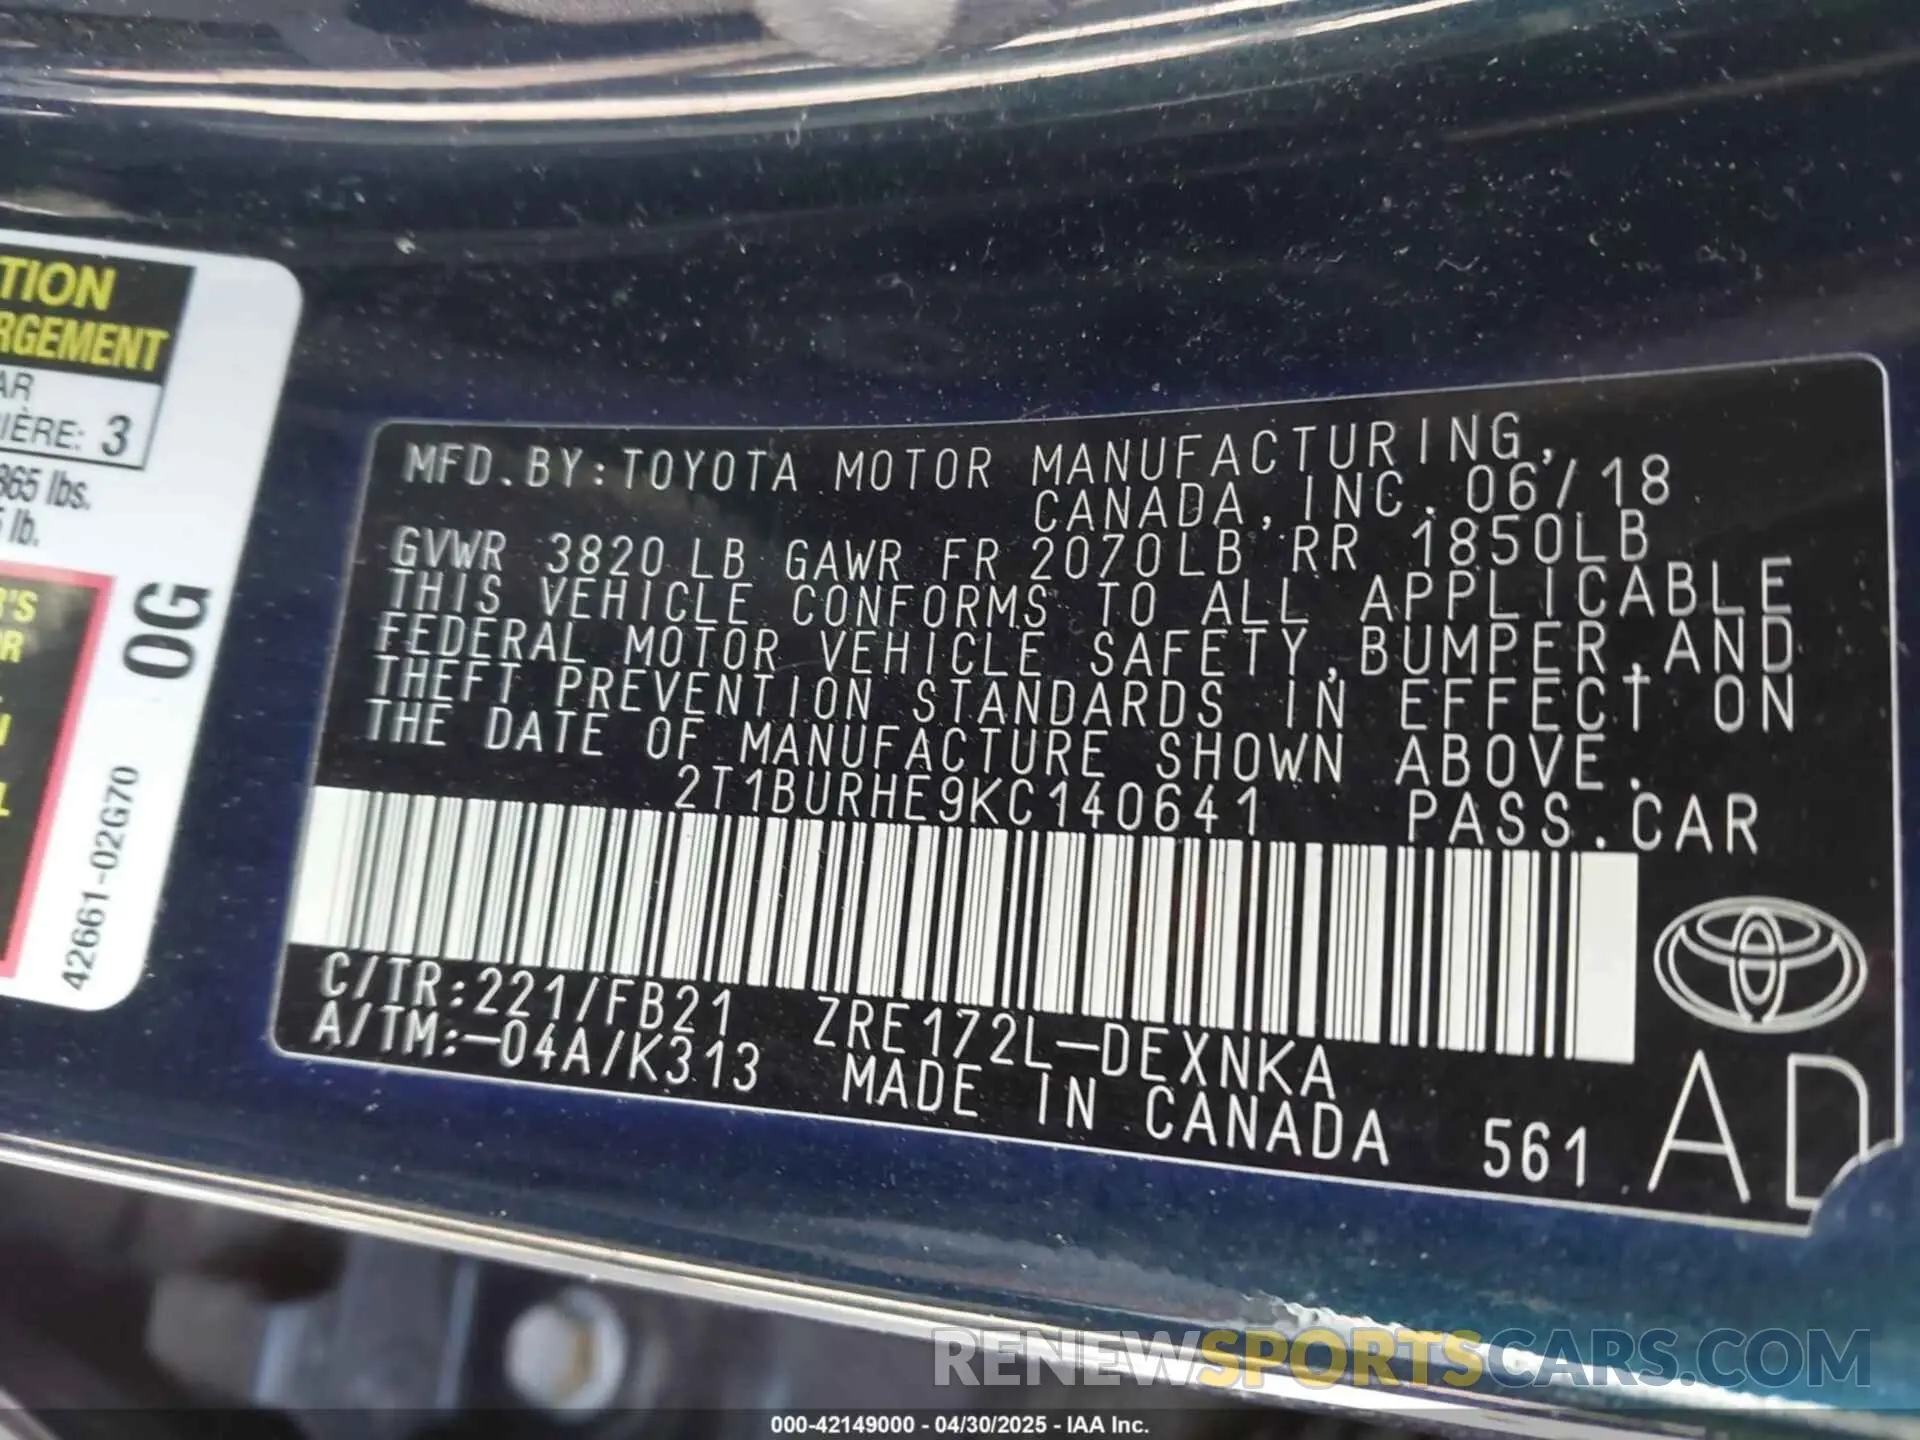 TION
RGEMENT
AR
IÈRE: 3
365 lbs.
lb.
0G
42661-02G70
R'S
MFD.BY:TOYOTA MOTOR MANUFACTURING,
CANADA, INC. 06/18
GVWR 3820 LB GAWR FR 2070LB RR 1850LB
THIS VEHICLE CONFORMS TO ALL APPLICABLE
FEDERAL MOTOR VEHICLE SAFETY,BUMPER,AND
THEFT PREVENTION STANDARDS IN EFFECT ON
THE DATE OF MANUFACTURE SHOWN ABOVE.
2T1BURHE9KC140641 PASS.CAR
C/TR:221/FB21 ZRE172L-DEXNKA
A/TM:-04A/K313 MADE IN CANADA 561 AD
RENEWSPORTSCARS.COM
000-42149000 - 04/30/2025 - IAA Inc.